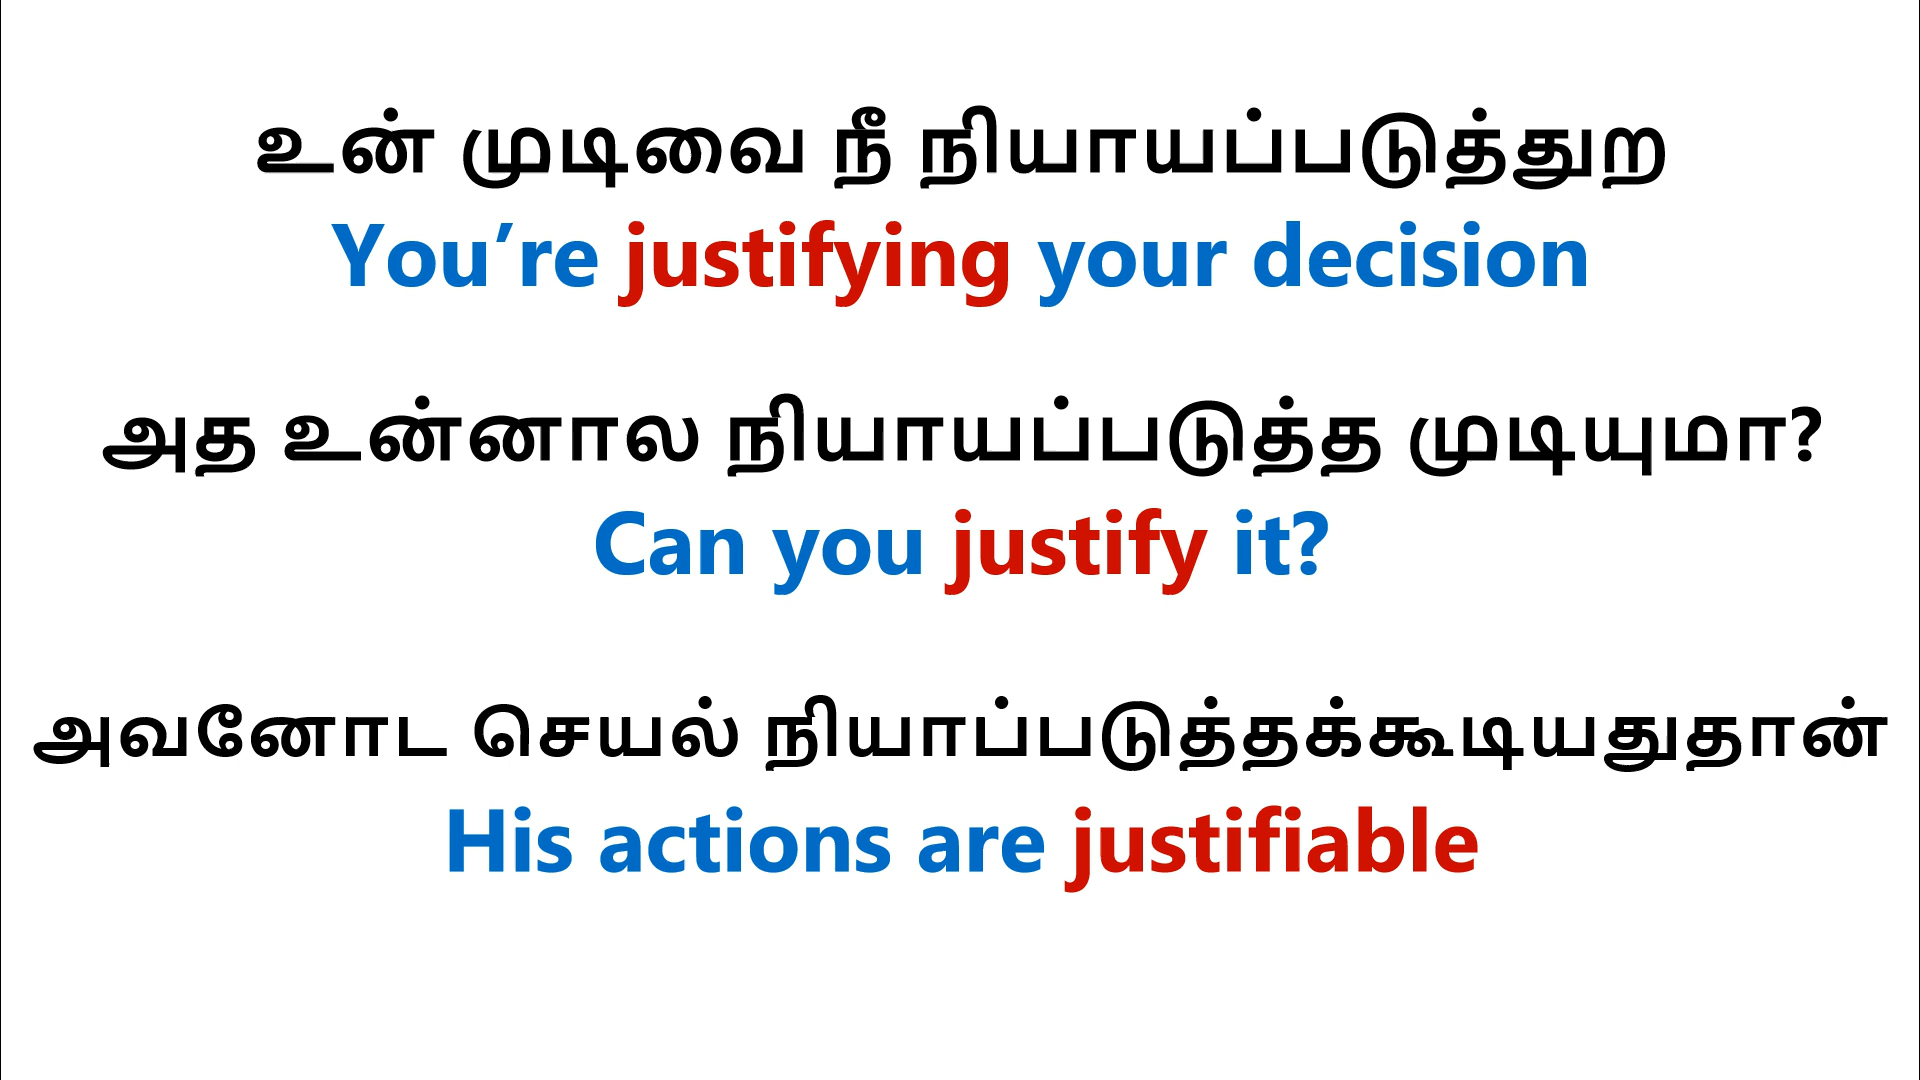 உன் முடிவை நீ நியாயப்படுத்துற
You’re justifying your decision
அத உன்னால நியாயப்படுத்த முடியுமா?
Can you justify it?
அவனோட செயல் நியாப்படுத்தக்கூடியதுதான்
His actions are justifiable